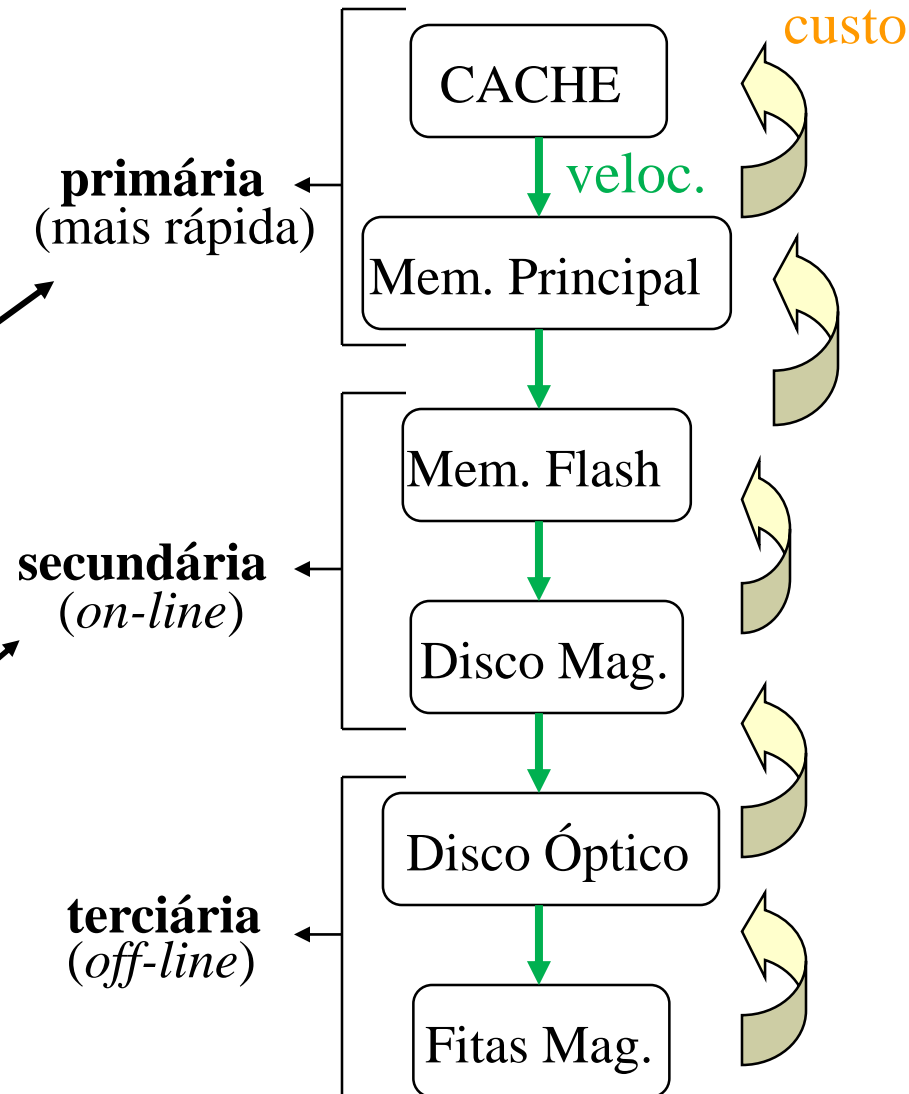 custo
CACHE
veloc.
primária
(mais rápida)
Mem. Principal
Mem. Flash
secundária
(on-line)
Disco Mag.
Disco Óptico
terciária
(off-line)
Fitas Mag.